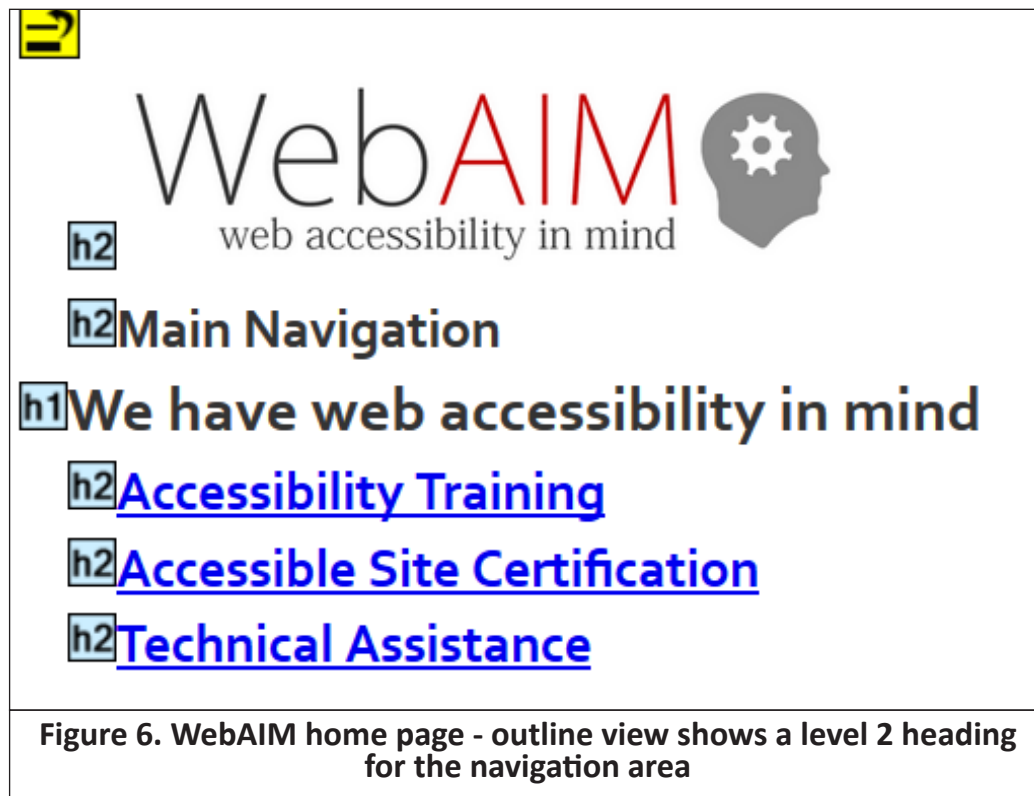 WebAIM
web accessibility in mind
h2
h2 Main Navigation
h1 We have web accessibility in mind
h2 Accessibility Training
h2 Accessible Site Certification
h2 Technical Assistance
Figure 6. WebAIM home page - outline view shows a level 2 heading
for the navigation area